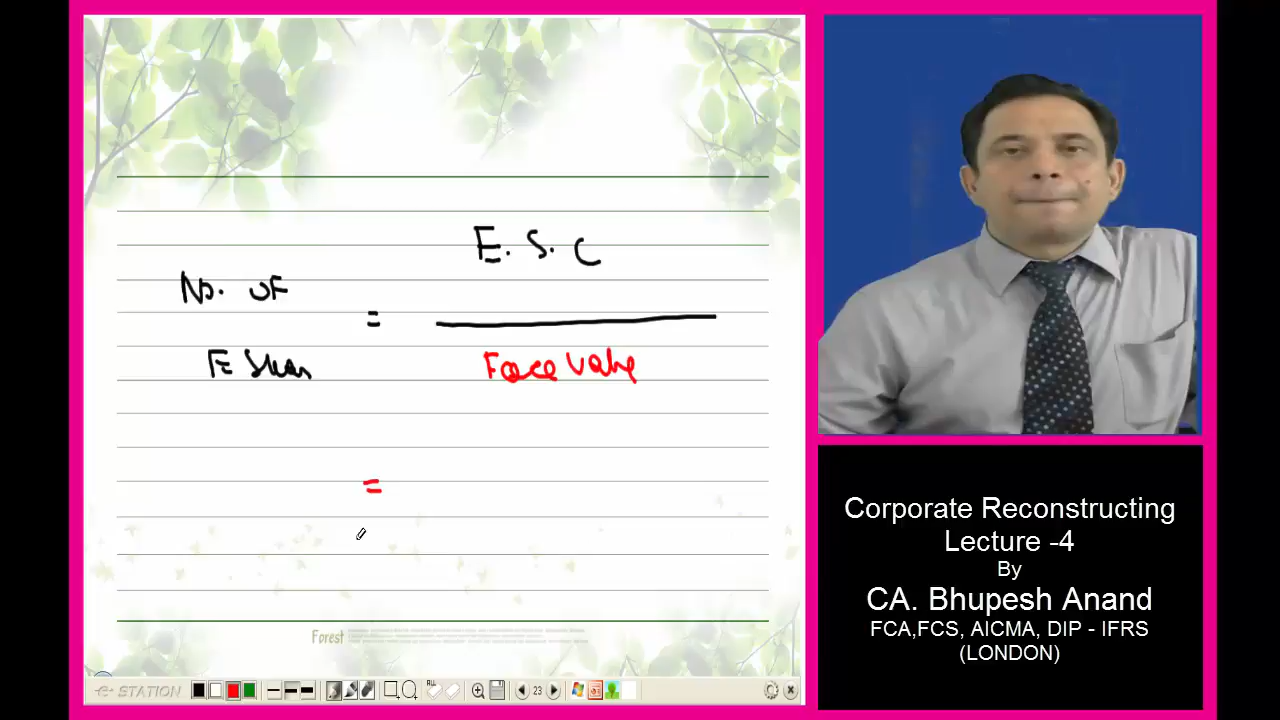 E. S. C
No. of
=
E Shares
Face Value
=
Forest
e-STATION
23
Corporate Reconstructing
Lecture -4
By
CA. Bhupesh Anand
FCA,FCS, AICMA, DIP - IFRS
(LONDON)